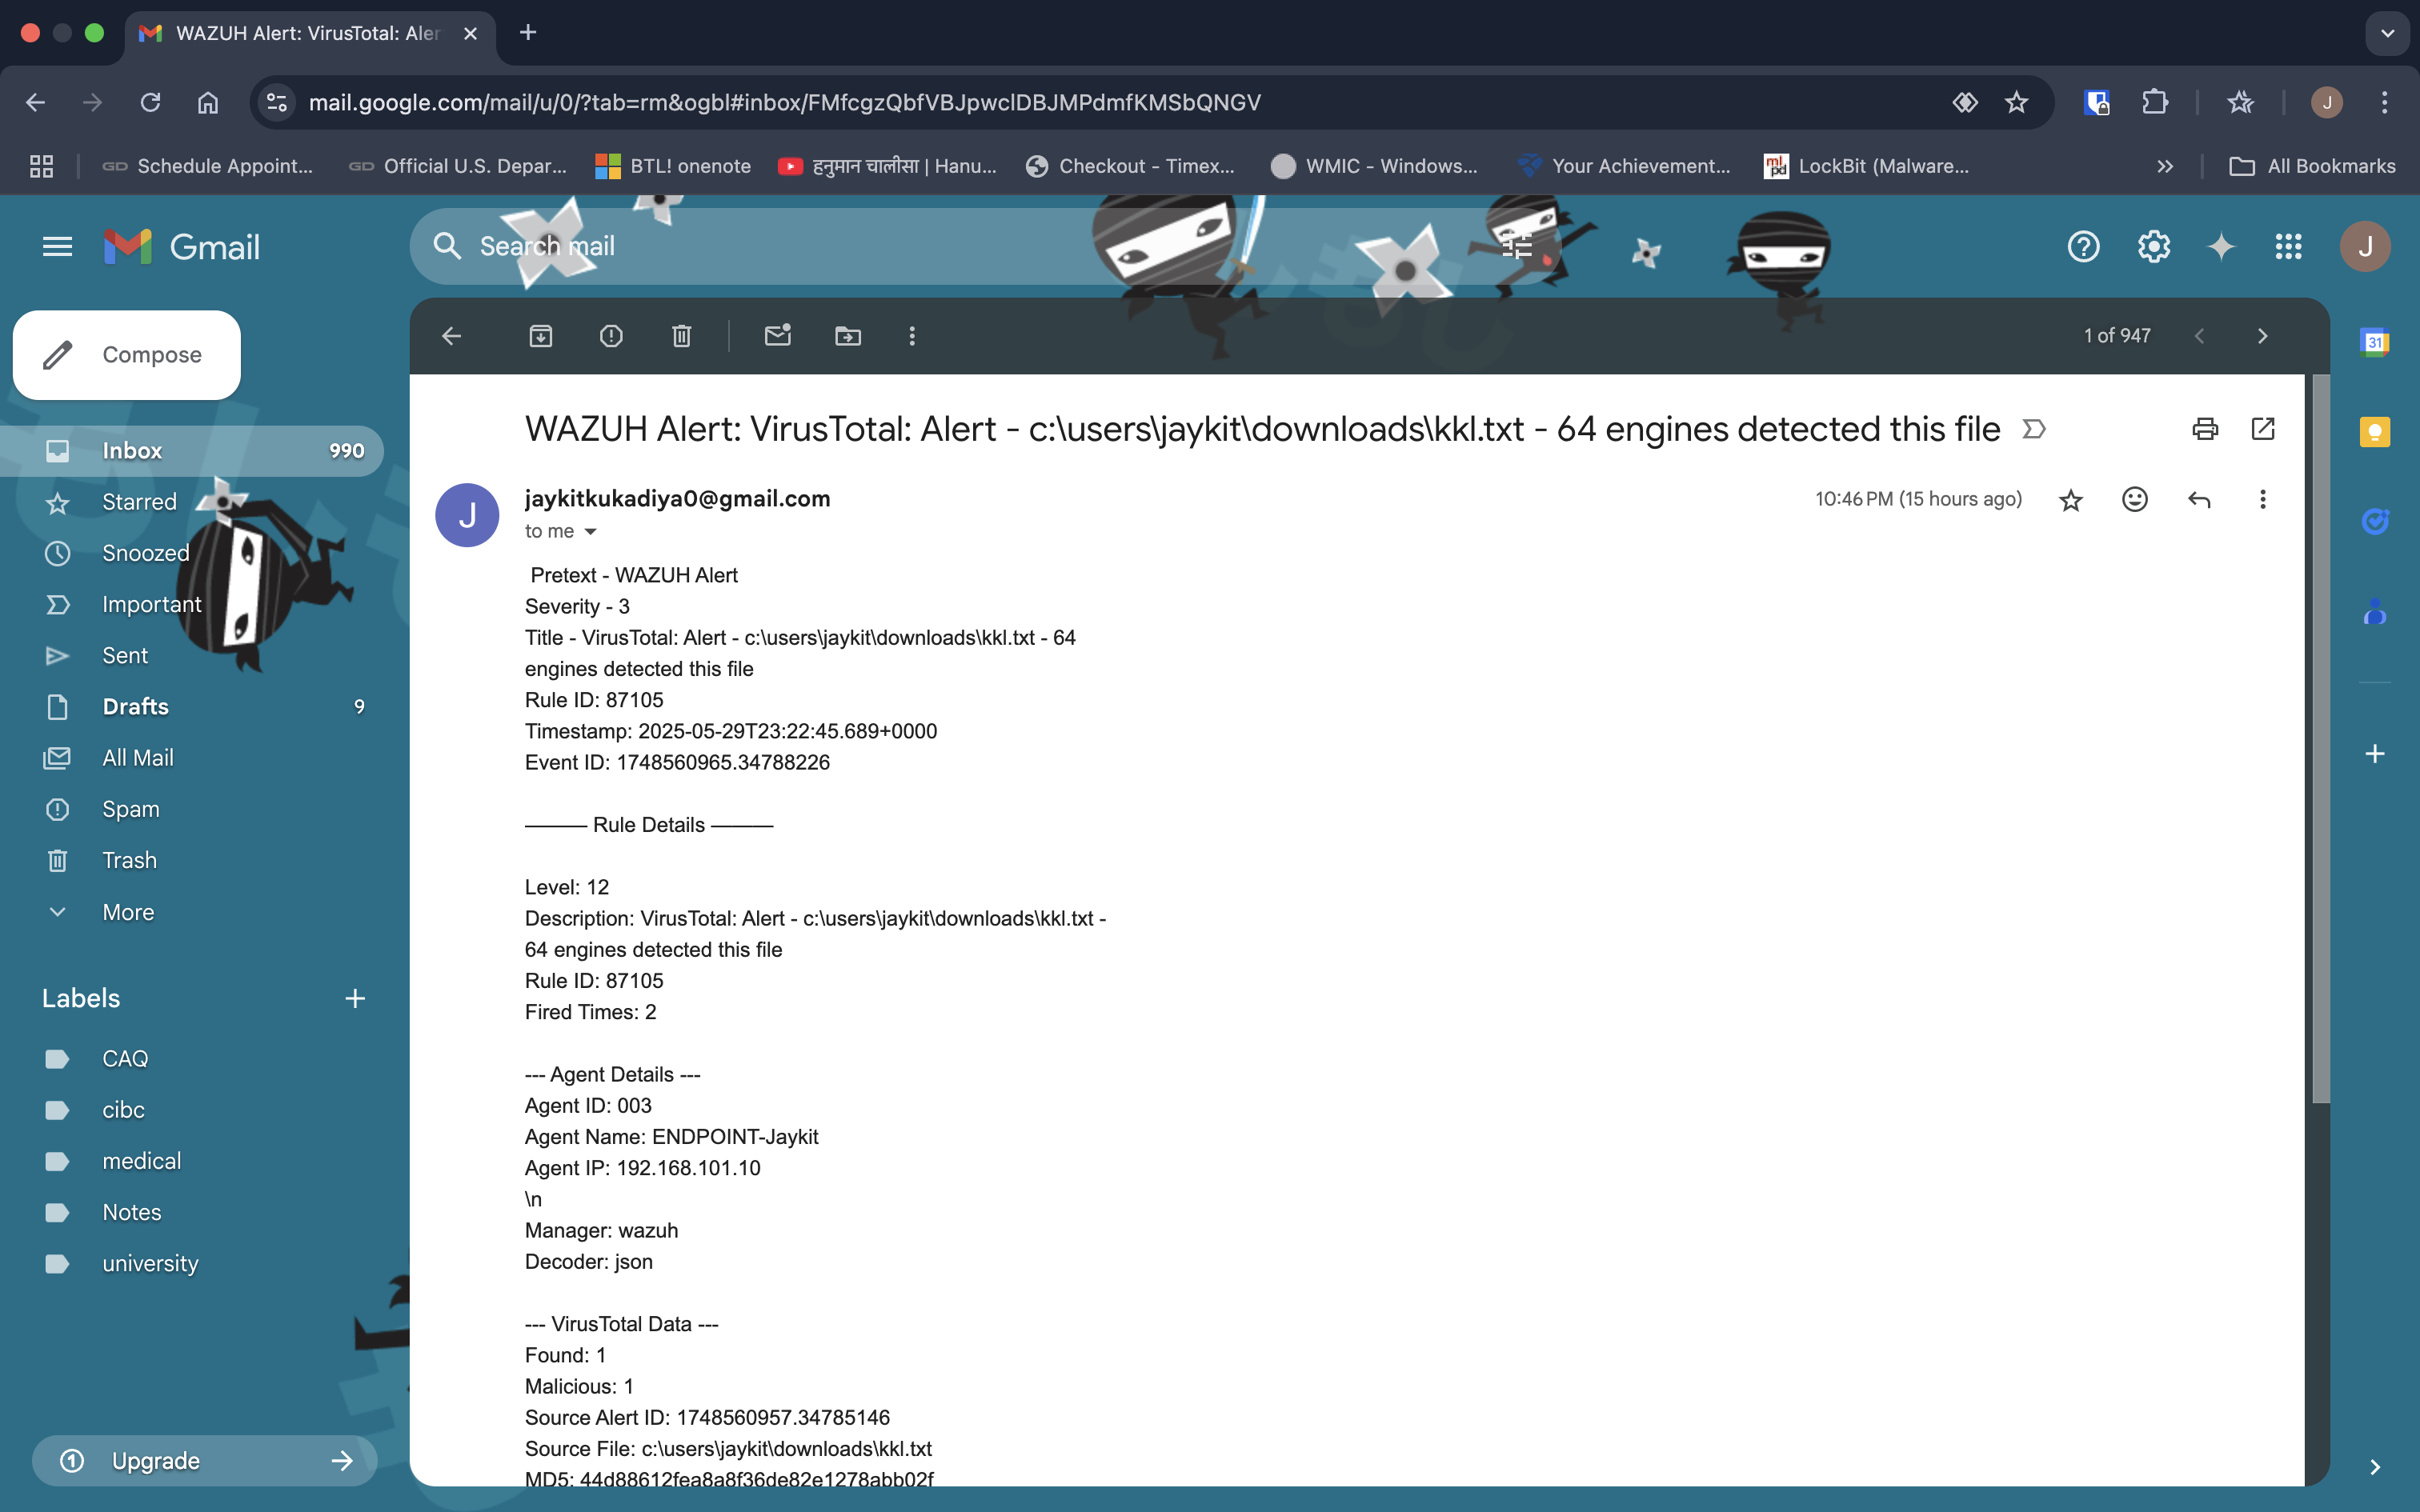 WAZUH Alert: VirusTotal: Aler
mail.google.com/mail/u/0/?tab=rm&ogbl#inbox/FMfcgzQbfVBJpwclDBJMPdmfKMSbQNGV
J
Schedule Appoint...
Official U.S. Depar...
BTL! onenote
हनुमान चालीसा | Hanu...
Checkout - Timex...
WMIC - Windows...
Your Achievement...
LockBit (Malware...
All Bookmarks
Gmail
Search mail
J
Compose
1 of 947
31
Inbox 990
Starred
Snoozed
Important
Sent
Drafts 9
All Mail
Spam
Trash
More
Labels
CAQ
cibc
medical
Notes
university
Upgrade
WAZUH Alert: VirusTotal: Alert - c:\users\jaykit\downloads\kkl.txt - 64 engines detected this file
J
jaykitkukadiya0@gmail.com
10:46 PM (15 hours ago)
to me
Pretext - WAZUH Alert
Severity - 3
Title - VirusTotal: Alert - c:\users\jaykit\downloads\kkl.txt - 64
engines detected this file
Rule ID: 87105
Timestamp: 2025-05-29T23:22:45.689+0000
Event ID: 1748560965.34788226
——— Rule Details ———
Level: 12
Description: VirusTotal: Alert - c:\users\jaykit\downloads\kkl.txt -
64 engines detected this file
Rule ID: 87105
Fired Times: 2
--- Agent Details ---
Agent ID: 003
Agent Name: ENDPOINT-Jaykit
Agent IP: 192.168.101.10
\n
Manager: wazuh
Decoder: json
--- VirusTotal Data ---
Found: 1
Malicious: 1
Source Alert ID: 1748560957.34785146
Source File: c:\users\jaykit\downloads\kkl.txt
MD5: 44d88612fea8a8f36de82e1278abb02f